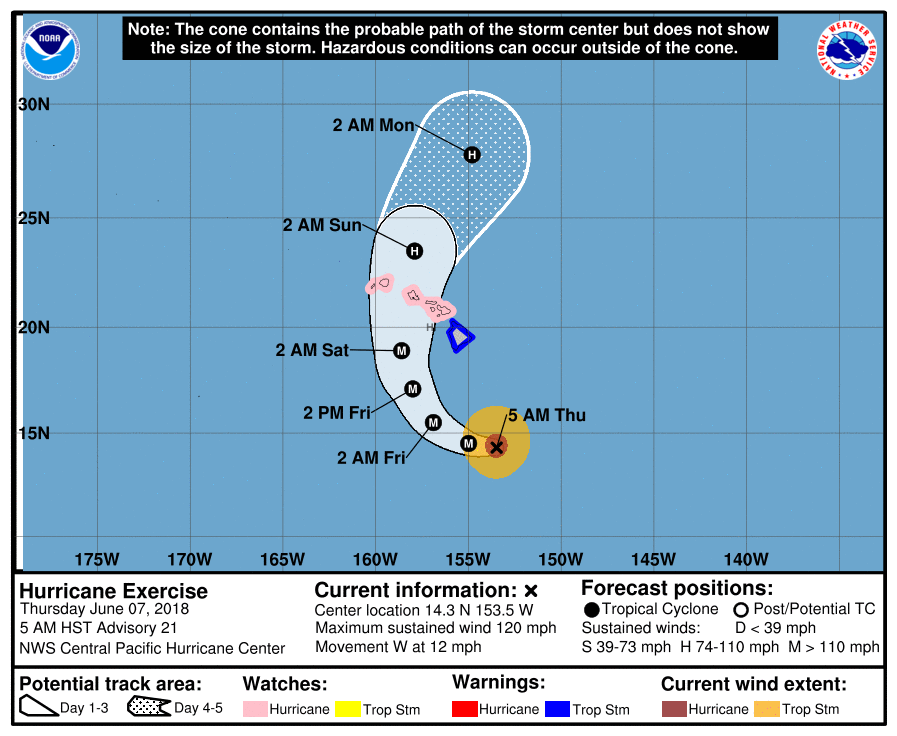 Note: The cone contains the probable path of the storm center but does not show
the size of the storm. Hazardous conditions can occur outside of the cone.
NOAA
NATIONAL WEATHER SERVICE
30N
2 AM Mon
H
25N
2 AM Sun
H
20N
H
2 AM Sat
M
2 PM Fri
M
15N
2 AM Fri
M
M
5 AM Thu
175W 170W 165W 160W 155W 150W 145W 140W
Hurricane Exercise
Thursday June 07, 2018
5 AM HST Advisory 21
NWS Central Pacific Hurricane Center
Current information: ×
Center location 14.3 N 153.5 W
Maximum sustained wind 120 mph
Movement W at 12 mph
Forecast positions:
Tropical Cyclone Post/Potential TC
Sustained winds: D < 39 mph
S 39-73 mph H 74-110 mph M > 110 mph
Potential track area:
Day 1-3 Day 4-5
Watches:
Hurricane Trop Stm
Warnings:
Hurricane Trop Stm
Current wind extent:
Hurricane Trop Stm